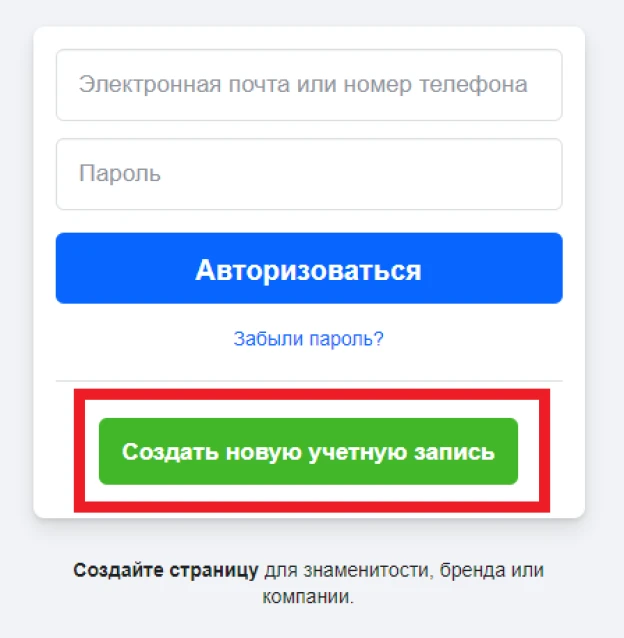 Электронная почта или номер телефона
Пароль
Авторизоваться
Забыли пароль?
Создать новую учетную запись
Создайте страницу для знаменитости, бренда или
компании.